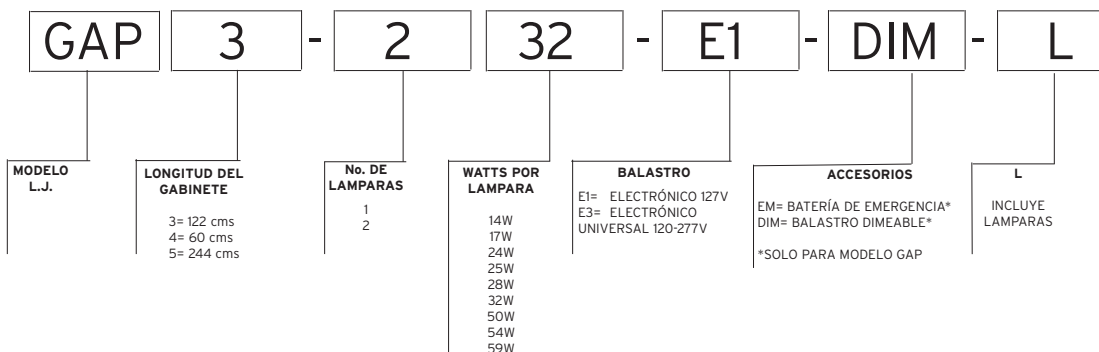 GAP 3 - 2 32 - E1 - DIM - L
MODELO
L.J.
LONGITUD DEL
GABINETE
3= 122 cms
4= 60 cms
5= 244 cms
No. DE
LAMPARAS
1
2
WATTS POR
LAMPARA
14W
17W
24W
25W
28W
32W
50W
54W
59W
BALASTRO
E1= ELECTRÓNICO 127V
E3= ELECTRÓNICO
UNIVERSAL 120-277V
ACCESORIOS
EM= BATERÍA DE EMERGENCIA*
DIM= BALASTRO DIMEABLE*
*SOLO PARA MODELO GAP
L
INCLUYE
LAMPARAS